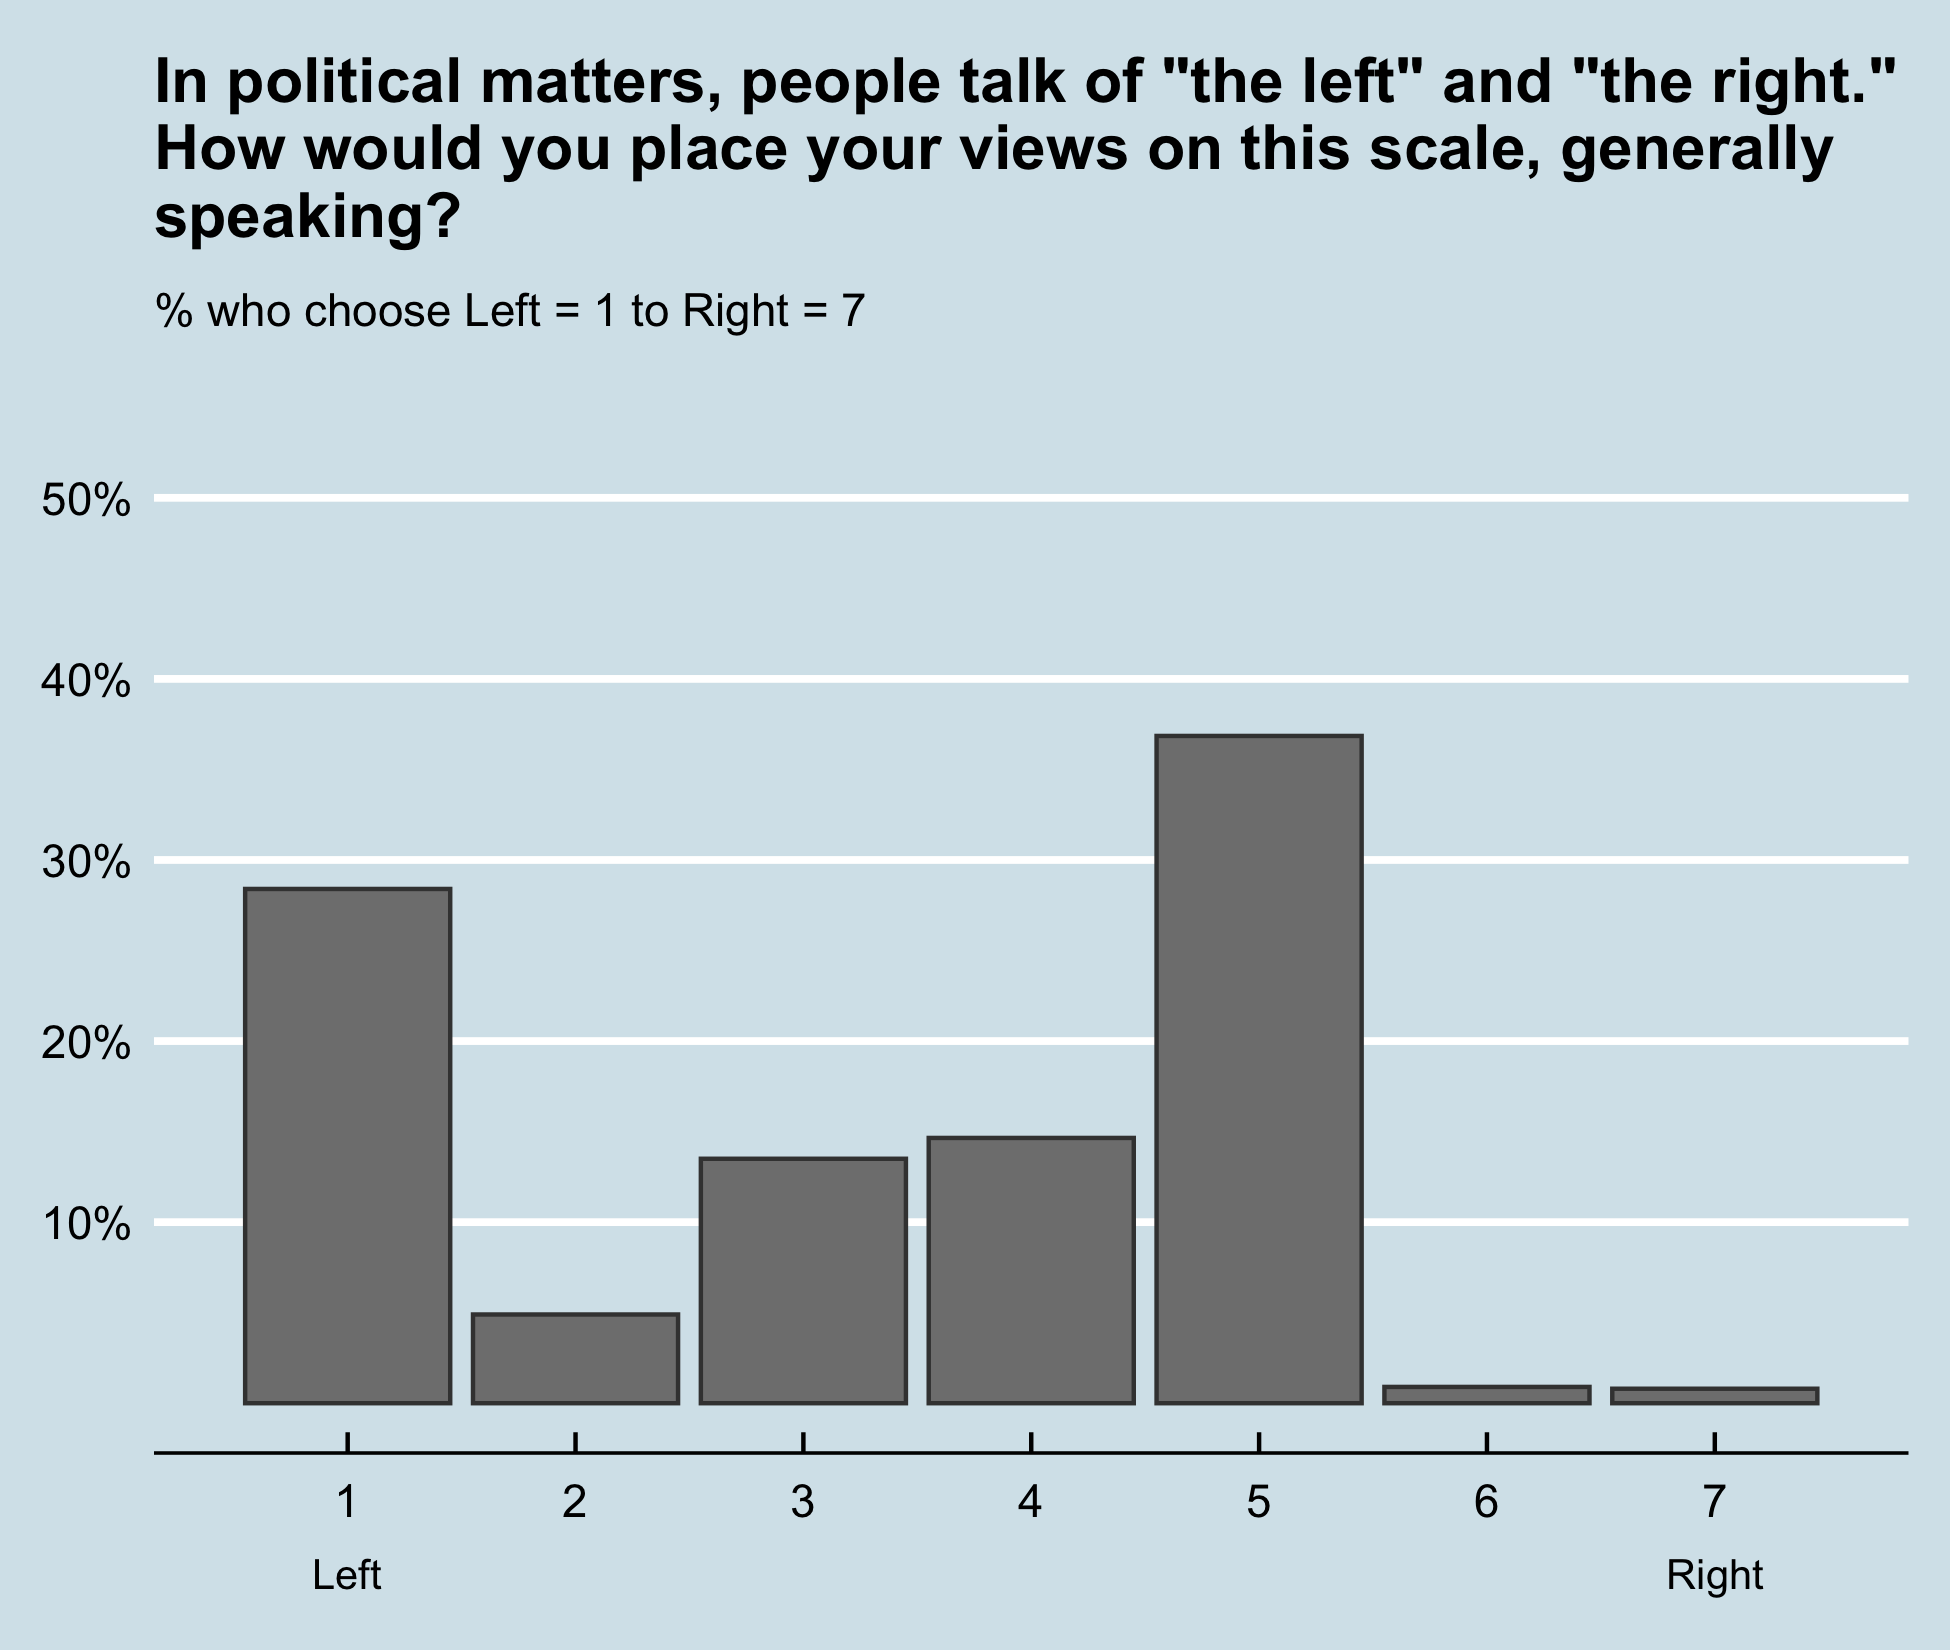 In political matters, people talk of "the left" and "the right."
How would you place your views on this scale, generally
speaking?
% who choose Left = 1 to Right = 7
50%
40%
30%
20%
10%
1 2 3 4 5 6 7
Left Right